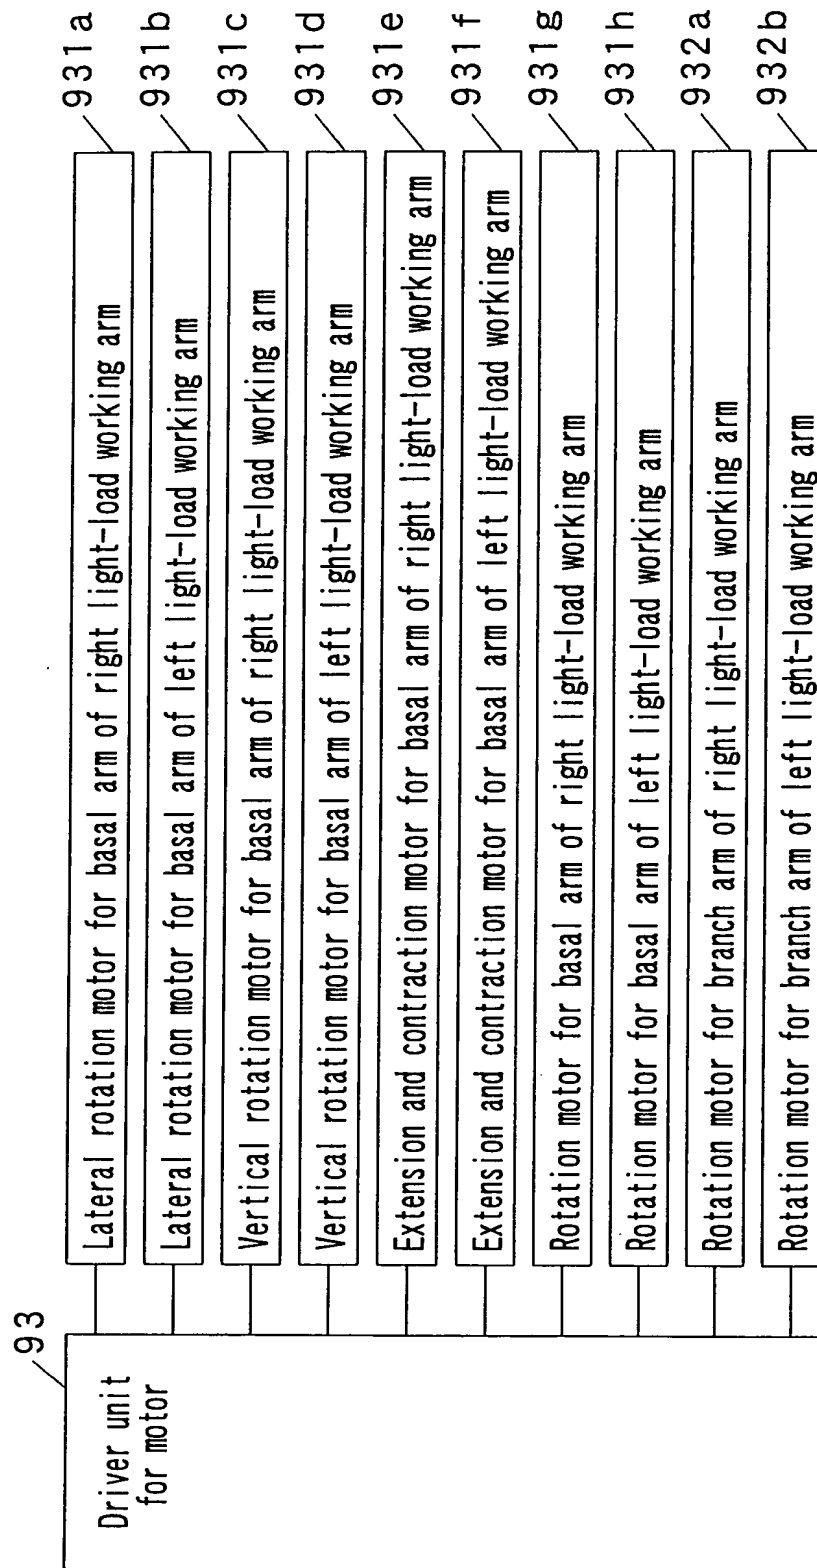 93
Driver unit
for motor
Lateral rotation motor for basal arm of right light-load working arm
931a
Lateral rotation motor for basal arm of left light-load working arm
931b
Vertical rotation motor for basal arm of right light-load working arm
931c
Vertical rotation motor for basal arm of left light-load working arm
931d
Extension and contraction motor for basal arm of right light-load working arm
931e
Extension and contraction motor for basal arm of left light-load working arm
931f
Rotation motor for basal arm of right light-load working arm
931g
Rotation motor for basal arm of left light-load working arm
931h
Rotation motor for branch arm of right light-load working arm
932a
Rotation motor for branch arm of left light-load working arm
932b